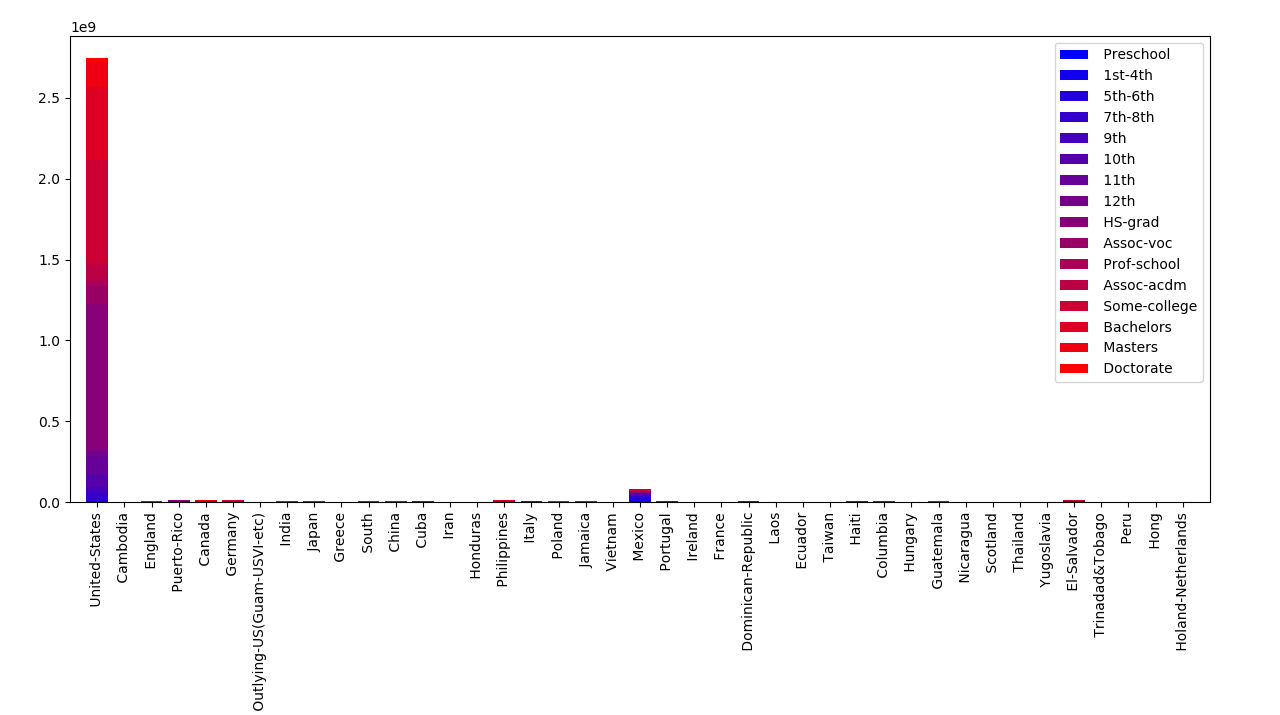 1e9
2.5
2.0
1.5
1.0
0.5
0.0
Preschool
1st-4th
5th-6th
7th-8th
9th
10th
11th
12th
HS-grad
Assoc-voc
Prof-school
Assoc-acdm
Some-college
Bachelors
Masters
Doctorate
United-States
Cambodia
England
Puerto-Rico
Canada
Germany
Outlying-US(Guam-USVI-etc)
India
Japan
Greece
South
China
Cuba
Iran
Honduras
Philippines
Italy
Poland
Jamaica
Vietnam
Mexico
Portugal
Ireland
France
Dominican-Republic
Laos
Ecuador
Taiwan
Haiti
Columbia
Hungary
Guatemala
Nicaragua
Scotland
Thailand
Yugoslavia
El-Salvador
Trinadad&Tobago
Peru
Hong
Holand-Netherlands